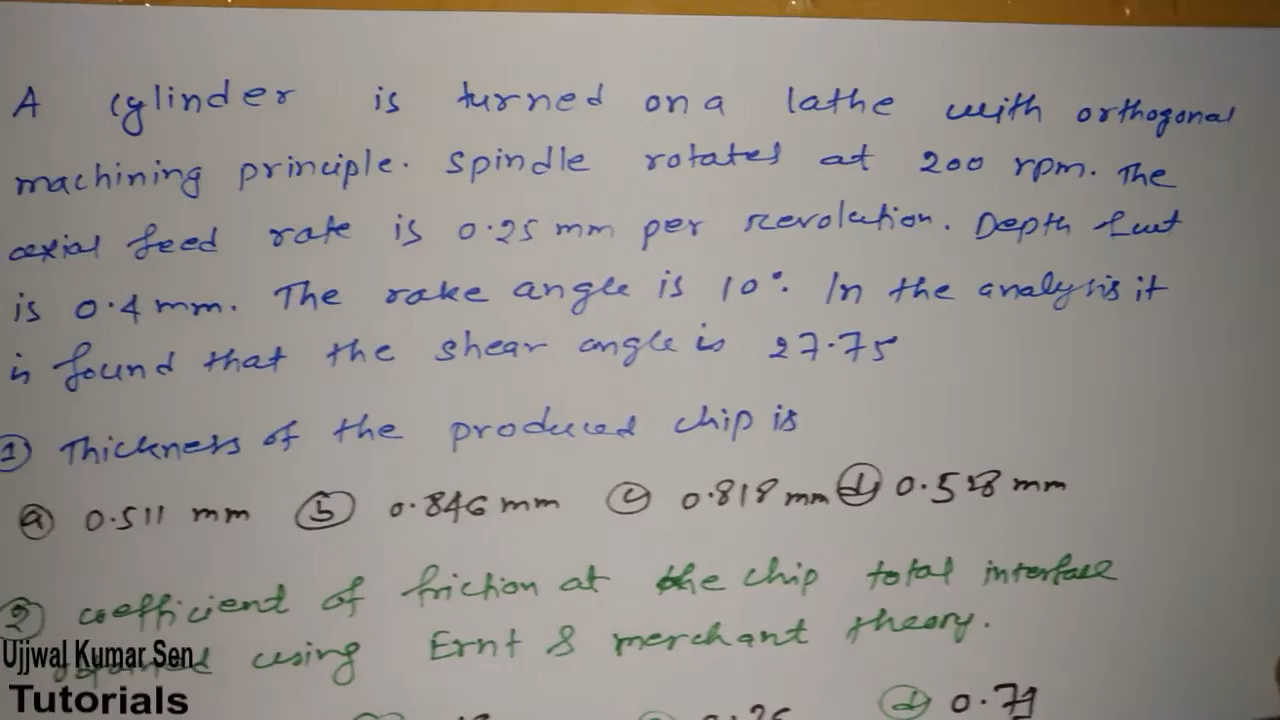 A cylinder is turned on a lathe with orthogonal
machining principle. Spindle rotates at 200 rpm. The
axial feed rate is 0.25 mm per revolution. Depth of cut
is 0.4 mm. The rake angle is 10°. In the analysis it
is found that the shear angle is 27.75
① Thickness of the produced chip is
ⓐ 0.511 mm ⓑ 0.846 mm ⓒ 0.818 mm ⓓ 0.528 mm
② coefficient of friction at the chip total interface
using Ernt & merchant theory.
Ujjwal Kumar Sen
Tutorials
ⓓ 0.79